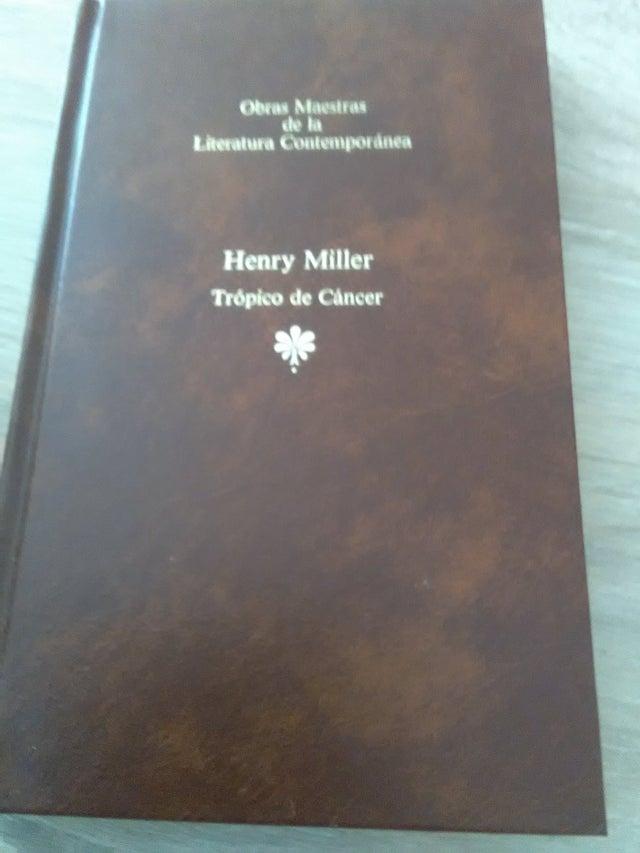 Obras Maestras
de la
Literatura Contemporánea
Henry Miller
Trópico de Cáncer